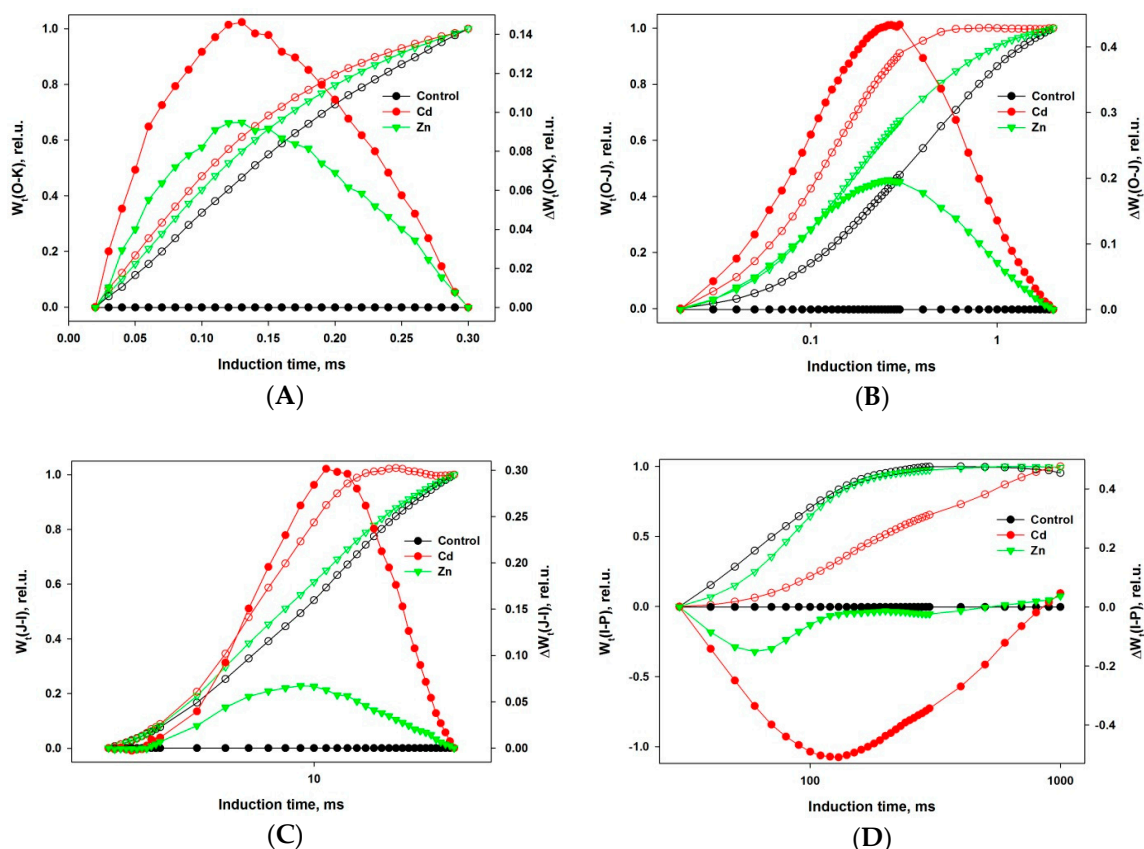 1.0
0.8
0.6
0.4
0.2
0.0
Wt(O-K), rel.u.
0.14
0.12
0.10
0.08
0.06
0.04
0.02
0.00
ΔWt(O-K), rel.u.
Control
Cd
Zn
0.00 0.05 0.10 0.15 0.20 0.25 0.30
Induction time, ms
(A)
1.0
0.8
0.6
0.4
0.2
0.0
Wt(O-J), rel.u.
0.4
0.3
0.2
0.1
0.0
ΔWt(O-J), rel.u.
Control
Cd
Zn
0.1 1
Induction time, ms
(B)
1.0
0.8
0.6
0.4
0.2
0.0
Wt(J-I), rel.u.
0.30
0.25
0.20
0.15
0.10
0.05
0.00
ΔWt(J-I), rel.u.
Control
Cd
Zn
10
Induction time, ms
(C)
1.0
0.5
0.0
-0.5
-1.0
Wt(I-P), rel.u.
0.4
0.2
0.0
-0.2
-0.4
ΔWt(I-P), rel.u.
Control
Cd
Zn
100 1000
Induction time, ms
(D)